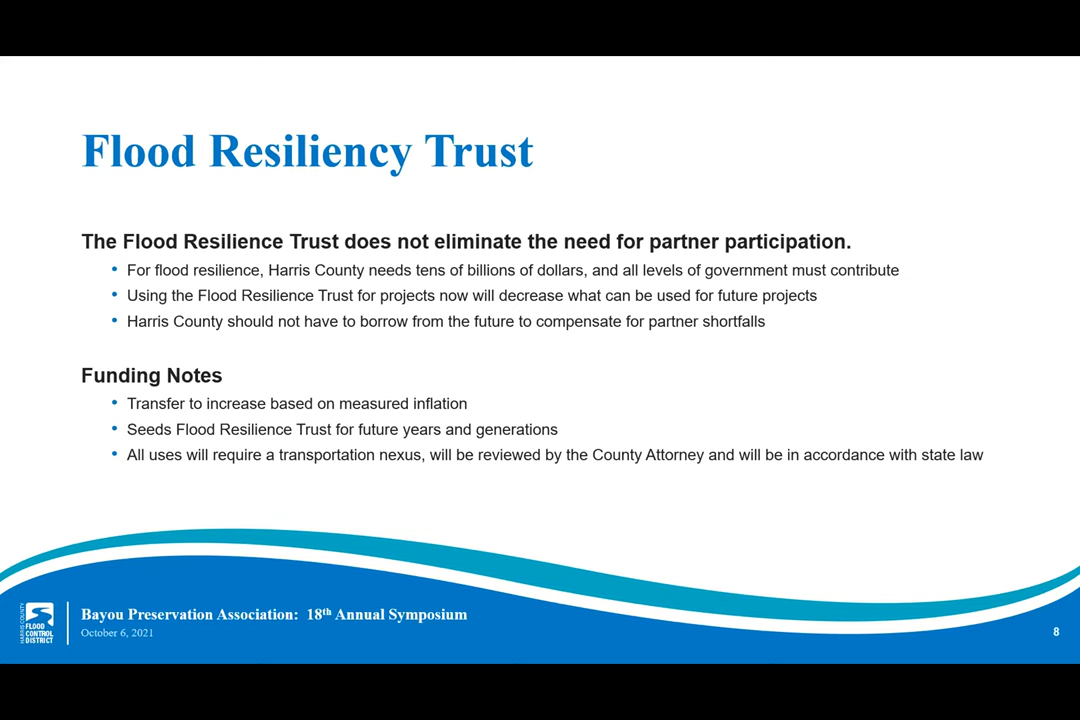 Flood Resiliency Trust
The Flood Resilience Trust does not eliminate the need for partner participation.
• For flood resilience, Harris County needs tens of billions of dollars, and all levels of government must contribute
• Using the Flood Resilience Trust for projects now will decrease what can be used for future projects
• Harris County should not have to borrow from the future to compensate for partner shortfalls
Funding Notes
• Transfer to increase based on measured inflation
• Seeds Flood Resilience Trust for future years and generations
• All uses will require a transportation nexus, will be reviewed by the County Attorney and will be in accordance with state law
HARRIS COUNTY
FLOOD
CONTROL
DISTRICT
Bayou Preservation Association: 18th Annual Symposium
October 6, 2021
8